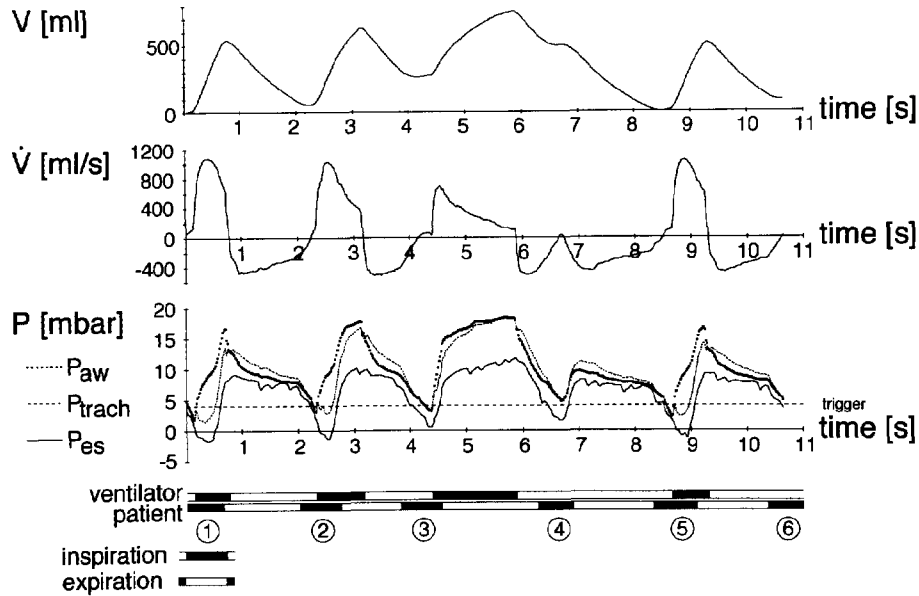 V [ml]
500
0
1 2 3 4 5 6 7 8 9 10 11
time [s]
V̇ [ml/s]
1200
800
400
0
-400
1 2 3 4 5 6 7 8 9 10 11
time [s]
P [mbar]
20
15
10
5
0
-5
Paw
Ptrach
Pes
trigger
1 2 3 4 5 6 7 8 9 10 11
time [s]
ventilator
patient
① ② ③ ④ ⑤ ⑥
inspiration
expiration